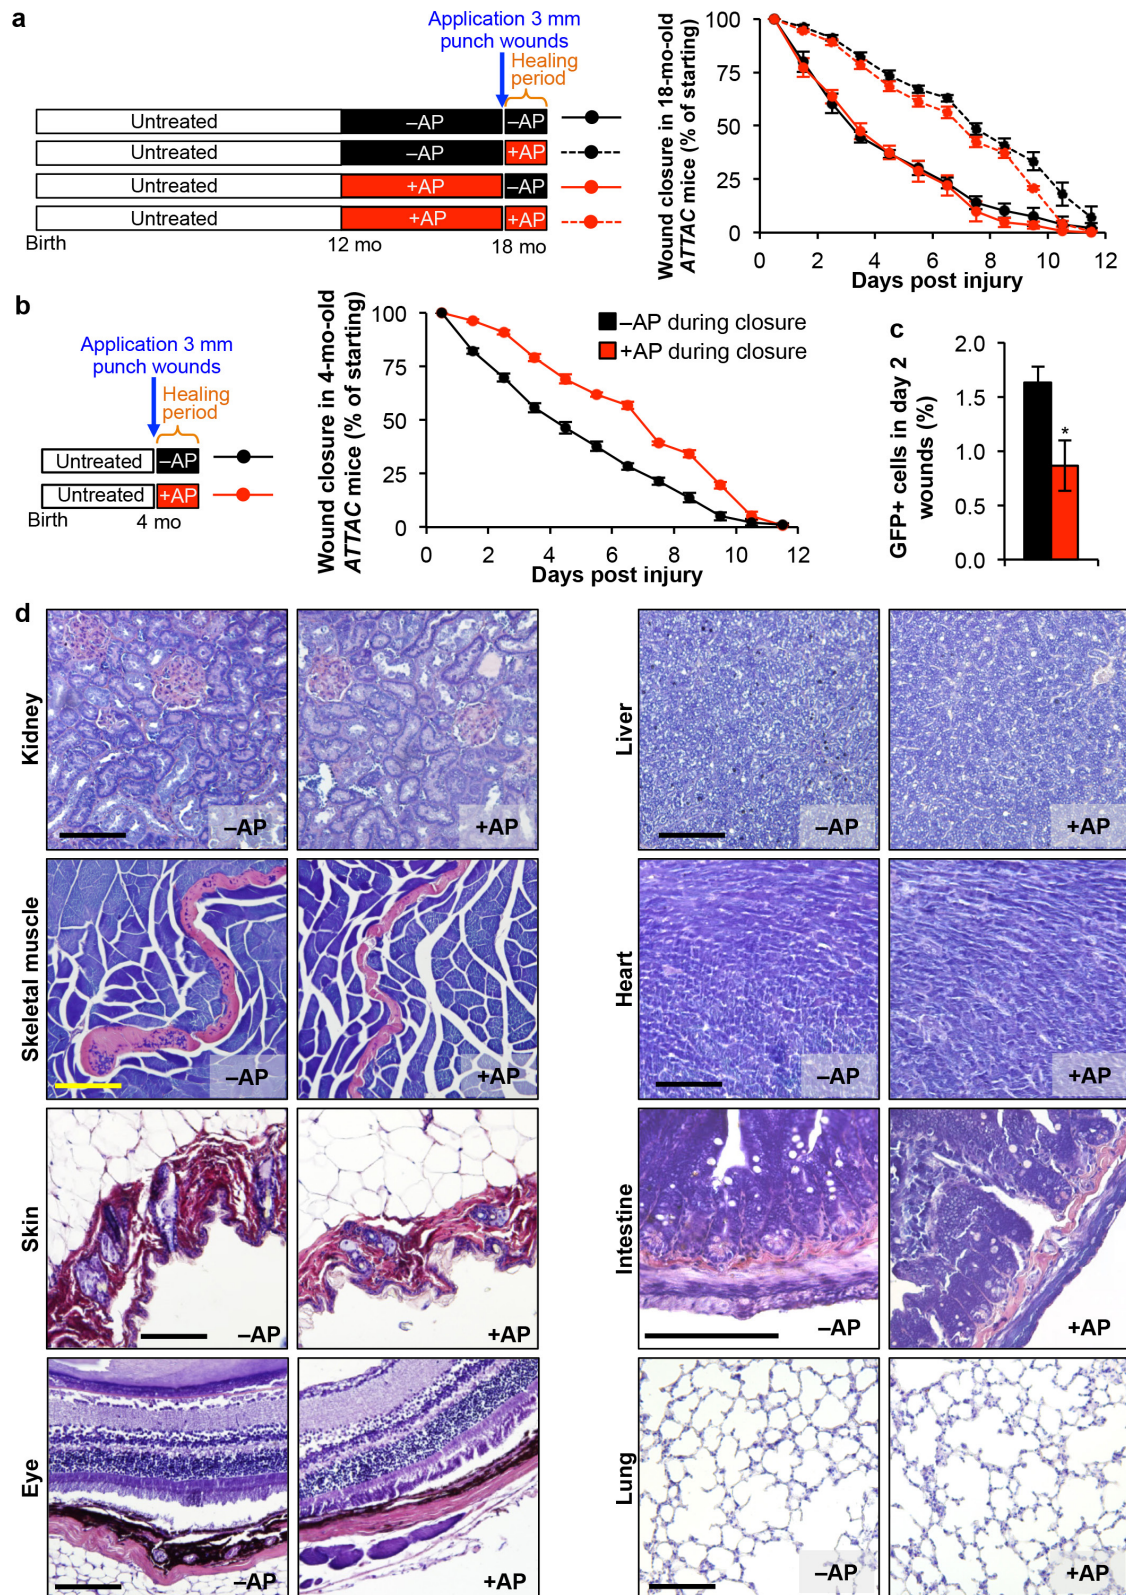 a
Application 3 mm
punch wounds
Healing
period
Untreated
–AP
–AP
Untreated
–AP
+AP
Untreated
+AP
–AP
Untreated
+AP
+AP
Birth
12 mo
18 mo
Wound closure in 18-mo-old
ATTAC mice (% of starting)
100
75
50
25
0
0
2
4
6
8
10
12
Days post injury
b
Application 3 mm
punch wounds
Healing
period
Untreated
–AP
Untreated
+AP
Birth
4 mo
Wound closure in 4-mo-old
ATTAC mice (% of starting)
100
75
50
25
0
0
2
4
6
8
10
12
Days post injury
–AP during closure
+AP during closure
c
GFP+ cells in day 2
wounds (%)
2.0
1.5
1.0
0.5
0.0
*
d
Kidney
–AP
+AP
Liver
–AP
+AP
Skeletal muscle
–AP
+AP
Heart
–AP
+AP
Skin
–AP
+AP
Intestine
–AP
+AP
Eye
–AP
+AP
Lung
–AP
+AP